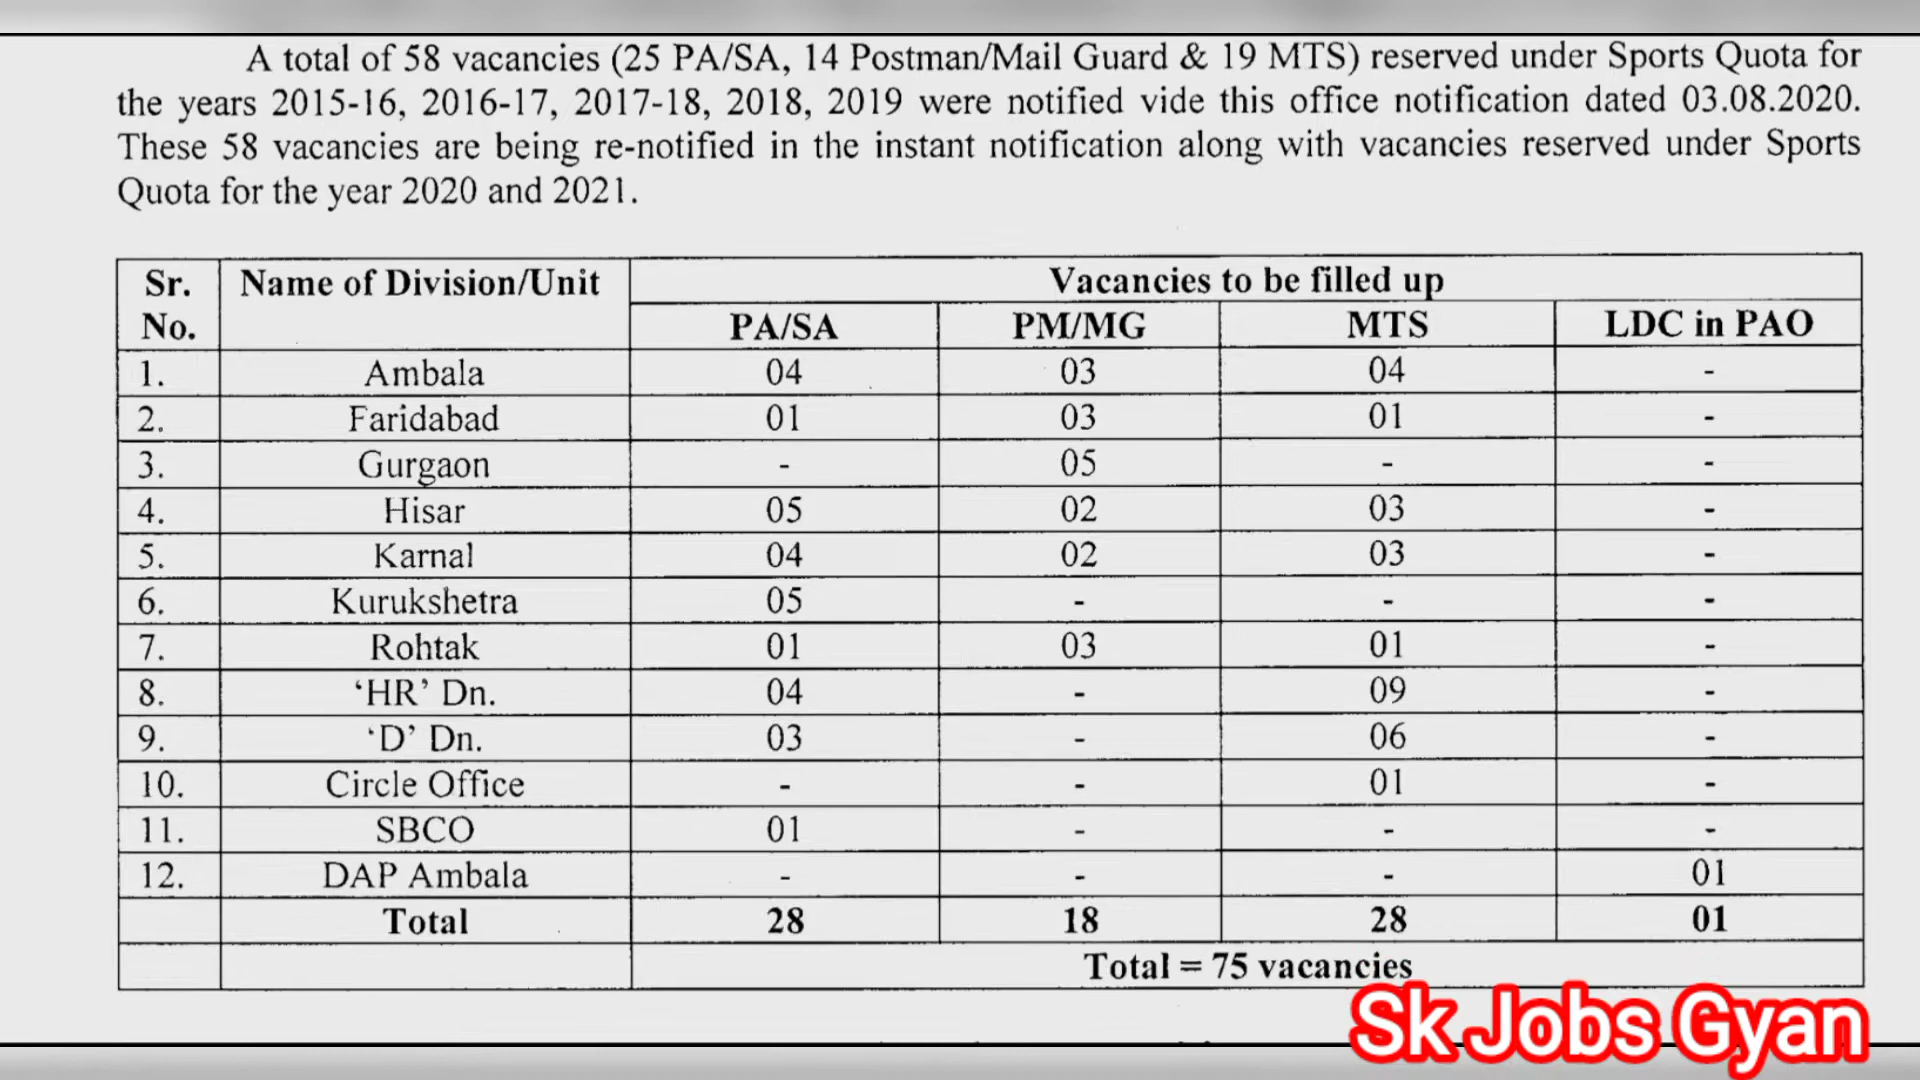 A total of 58 vacancies (25 PA/SA, 14 Postman/Mail Guard & 19 MTS) reserved under Sports Quota for
the years 2015-16, 2016-17, 2017-18, 2018, 2019 were notified vide this office notification dated 03.08.2020.
These 58 vacancies are being re-notified in the instant notification along with vacancies reserved under Sports
Quota for the year 2020 and 2021.
Sr. No. Name of Division/Unit Vacancies to be filled up
PA/SA PM/MG MTS LDC in PAO
1. Ambala 04 03 04 -
2. Faridabad 01 03 01 -
3. Gurgaon - 05 - -
4. Hisar 05 02 03 -
5. Karnal 04 02 03 -
6. Kurukshetra 05 - - -
7. Rohtak 01 03 01 -
8. ‘HR’ Dn. 04 - 09 -
9. ‘D’ Dn. 03 - 06 -
10. Circle Office - - 01 -
11. SBCO 01 - - -
12. DAP Ambala - - - 01
Total 28 18 28 01
Total = 75 vacancies
Sk Jobs Gyan